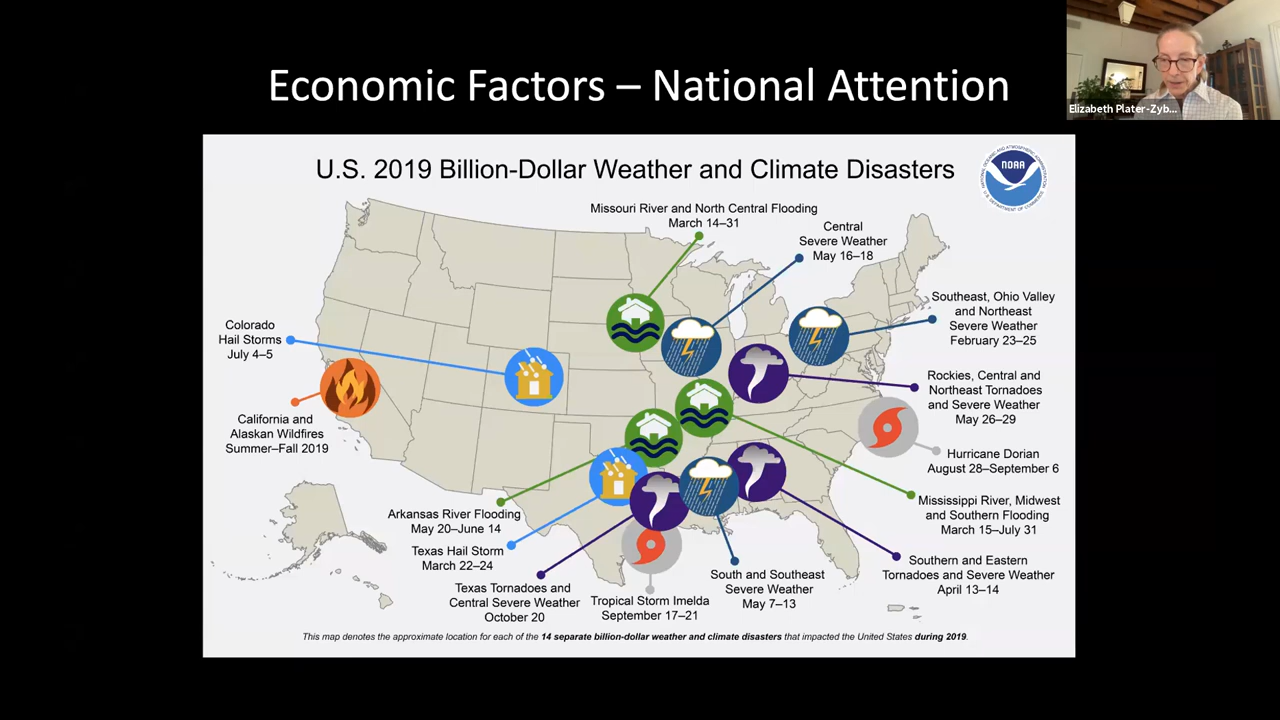 Economic Factors – National Attention
Elizabeth Plater-Zyb...
U.S. 2019 Billion-Dollar Weather and Climate Disasters
NOAA
Missouri River and North Central Flooding
March 14–31
Central
Severe Weather
May 16–18
Southeast, Ohio Valley
and Northeast
Severe Weather
February 23–25
Colorado
Hail Storms
July 4–5
Rockies, Central and
Northeast Tornadoes
and Severe Weather
May 26–29
California and
Alaskan Wildfires
Summer–Fall 2019
Hurricane Dorian
August 28–September 6
Mississippi River, Midwest
and Southern Flooding
March 15–July 31
Arkansas River Flooding
May 20–June 14
Texas Hail Storm
March 22–24
Southern and Eastern
Tornadoes and Severe Weather
April 13–14
Texas Tornadoes and
Central Severe Weather
October 20
Tropical Storm Imelda
September 17–21
South and Southeast
Severe Weather
May 7–13
This map denotes the approximate location for each of the 14 separate billion-dollar weather and climate disasters that impacted the United States during 2019.